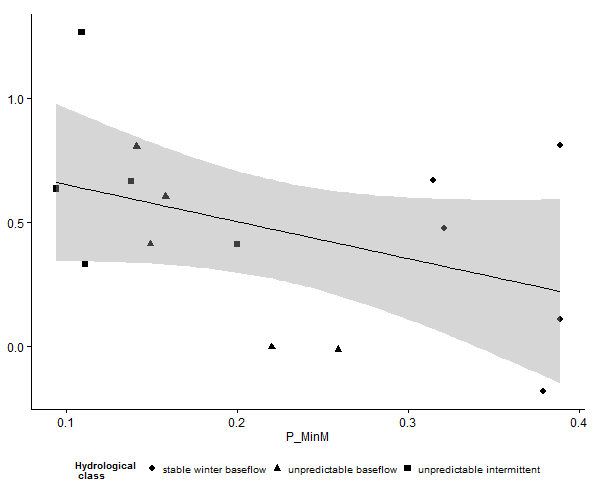 1.0
0.5
0.0
0.1 0.2 0.3 0.4
P_MinM
Hydrological
class
stable winter baseflow unpredictable baseflow unpredictable intermittent